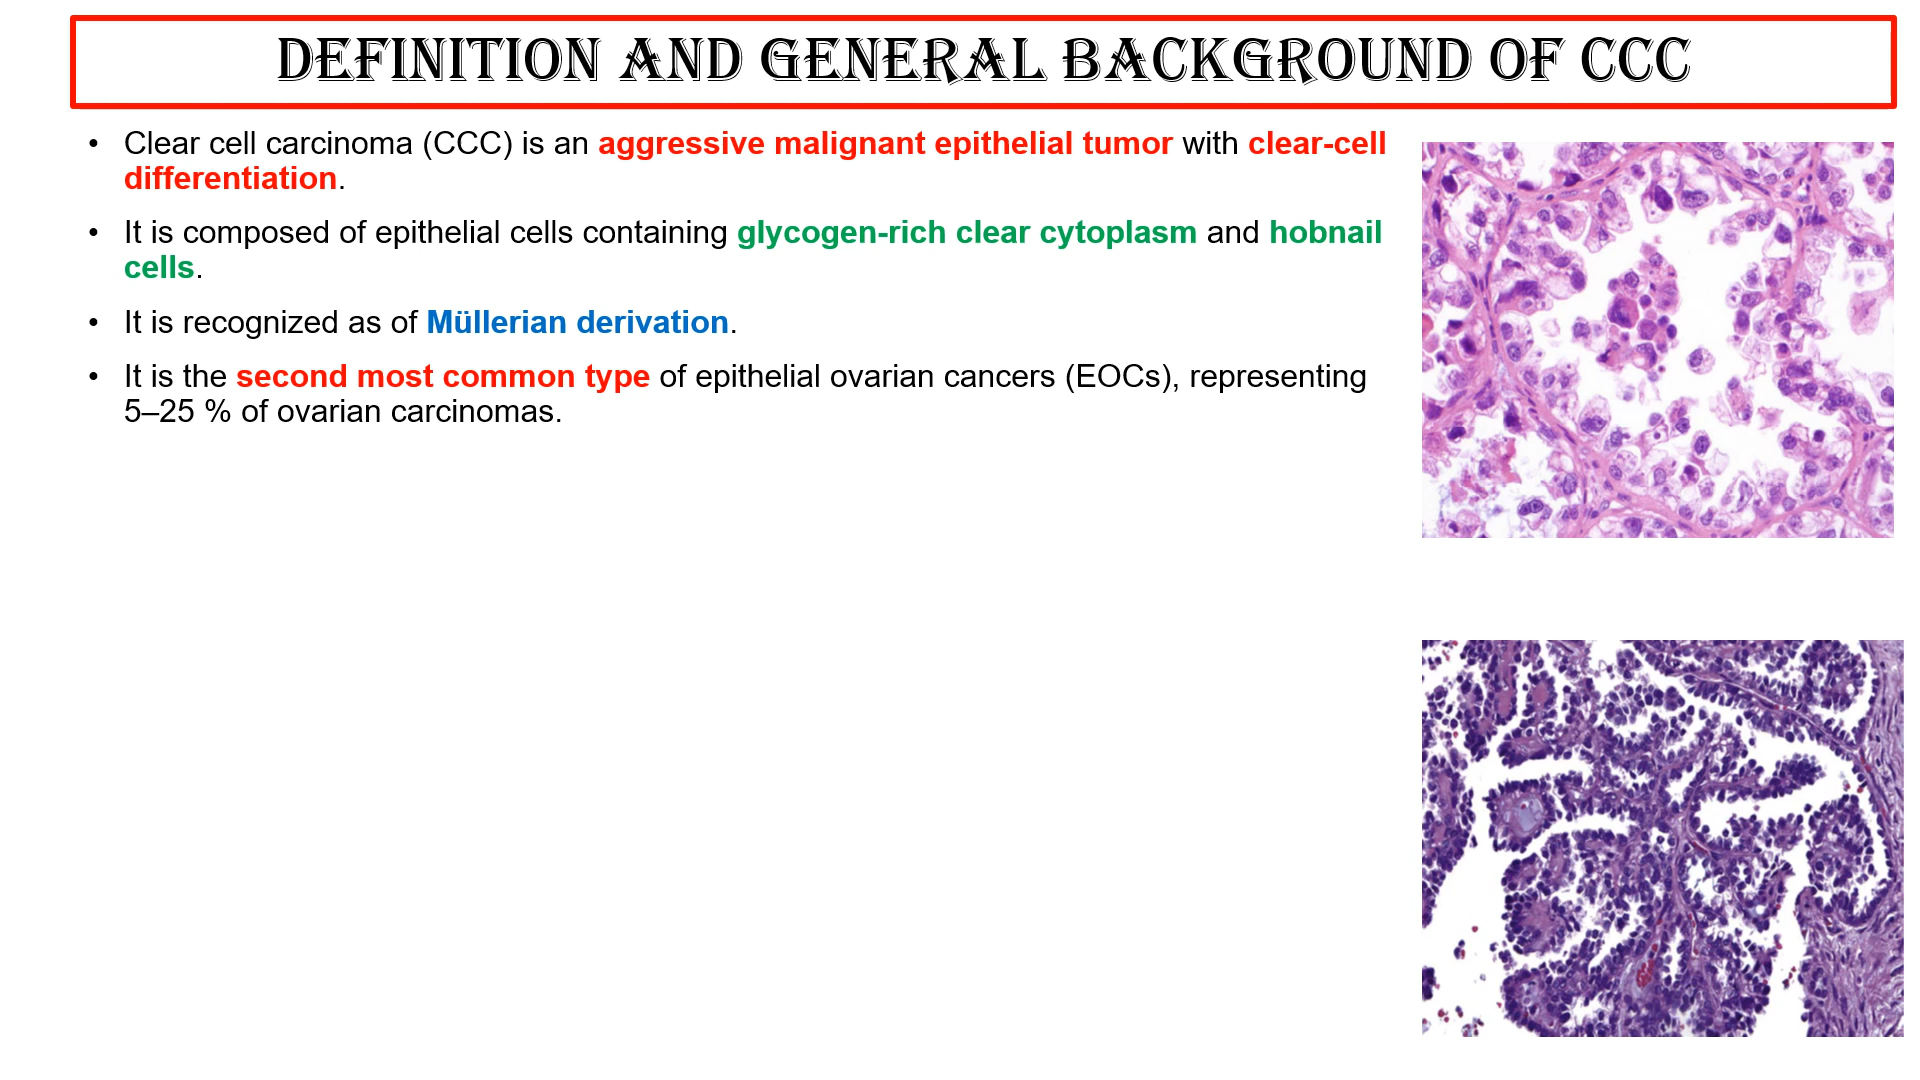 DEFINITION AND GENERAL BACKGROUND OF CCC
• Clear cell carcinoma (CCC) is an aggressive malignant epithelial tumor with clear-cell
differentiation.
• It is composed of epithelial cells containing glycogen-rich clear cytoplasm and hobnail
cells.
• It is recognized as of Müllerian derivation.
• It is the second most common type of epithelial ovarian cancers (EOCs), representing
5–25 % of ovarian carcinomas.